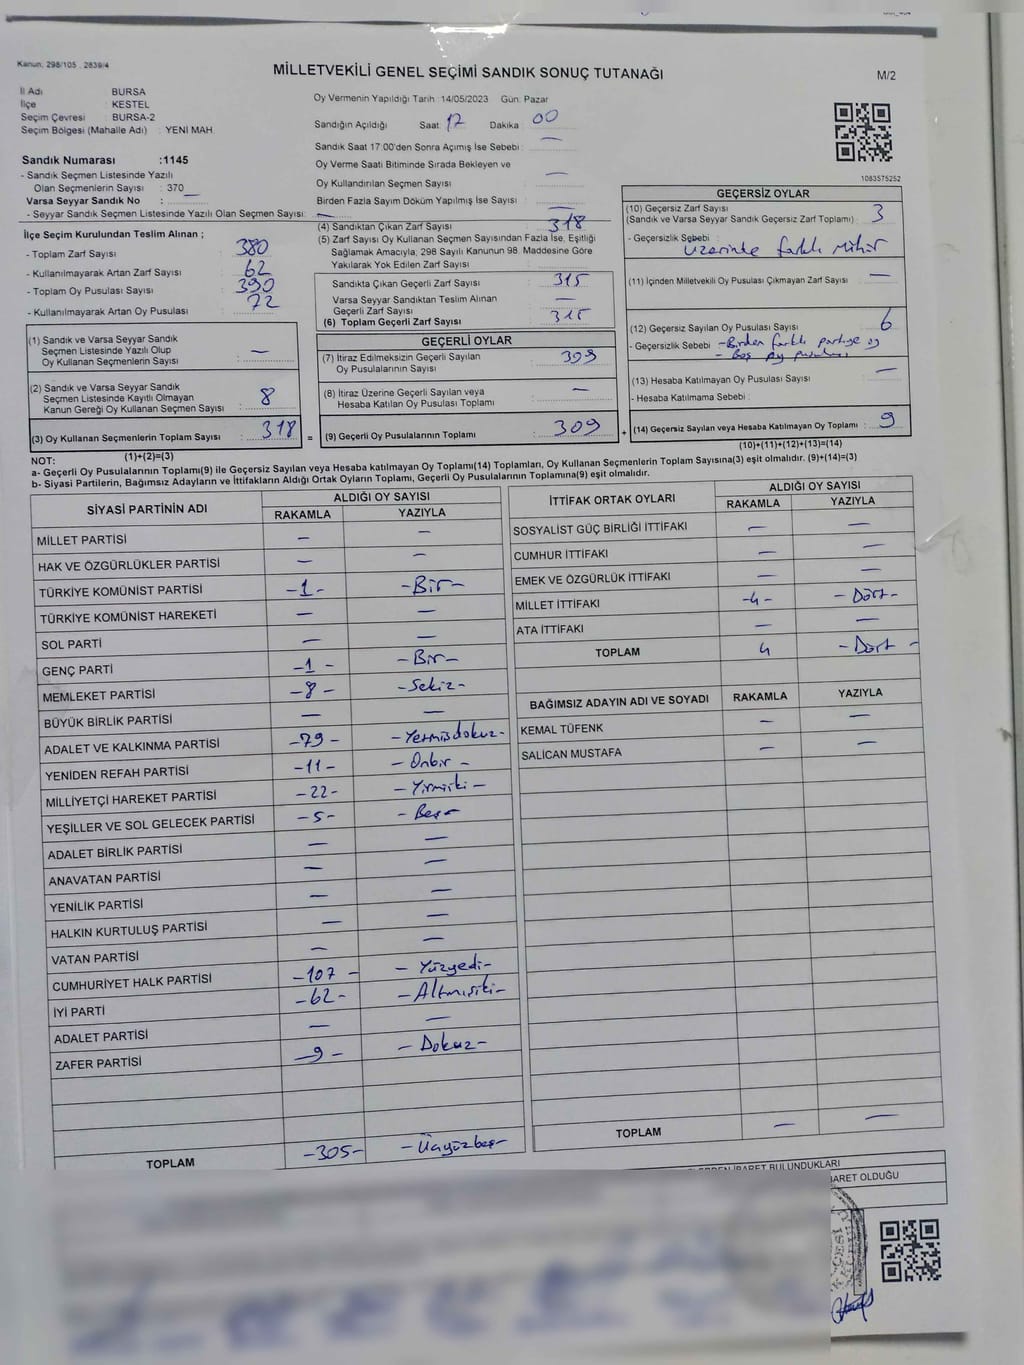 Kanun: 298/105 . 2839/4
MİLLETVEKİLİ GENEL SEÇİMİ SANDIK SONUÇ TUTANAĞI
M/2
İl Adı BURSA
İlçe : KESTEL
Seçim Çevresi : BURSA-2
Seçim Bölgesi (Mahalle Adı) : YENİ MAH.
Sandık Numarası :1145
- Sandık Seçmen Listesinde Yazılı
Olan Seçmenlerin Sayısı : 370
Varsa Seyyar Sandık No : —
- Seyyar Sandık Seçmen Listesinde Yazılı Olan Seçmen Sayısı: —
Oy Vermenin Yapıldığı Tarih :14/05/2023 Gün: Pazar
Sandığın Açıldığı Saat 17 Dakika 00
Sandık Saat 17:00'den Sonra Açımış İse Sebebi : —
Oy Verme Saati Bitiminde Sırada Bekleyen ve
Oy Kullandırılan Seçmen Sayısı —
Birden Fazla Sayım Döküm Yapılmış İse Sayısı : —
1083575252
İlçe Seçim Kurulundan Teslim Alınan ;
- Toplam Zarf Sayısı : 380
- Kullanılmayarak Artan Zarf Sayısı : 62
- Toplam Oy Pusulası Sayısı : 390
- Kullanılmayarak Artan Oy Pusulası : 72
(1) Sandık ve Varsa Seyyar Sandık
Seçmen Listesinde Yazılı Olup
Oy Kullanan Seçmenlerin Sayısı : —
(2) Sandık ve Varsa Seyyar Sandık
Seçmen Listesinde Kayıtlı Olmayan
Kanun Gereği Oy Kullanan Seçmen Sayısı : 8
(3) Oy Kullanan Seçmenlerin Toplam Sayısı : 318
(1)+(2)=(3)
(4) Sandıktan Çıkan Zarf Sayısı : 318
(5) Zarf Sayısı Oy Kullanan Seçmen Sayısından Fazla İse, Eşitliği
Sağlamak Amacıyla; 298 Sayılı Kanunun 98. Maddesine Göre
Yakılarak Yok Edilen Zarf Sayısı :
Sandıkta Çıkan Geçerli Zarf Sayısı : 315
Varsa Seyyar Sandıktan Teslim Alınan
Geçerli Zarf Sayısı : —
(6) Toplam Geçerli Zarf Sayısı : 315
GEÇERLİ OYLAR
(7) İtiraz Edilmeksizin Geçerli Sayılan
Oy Pusulalarının Sayısı : 309
(8) İtiraz Üzerine Geçerli Sayılan veya
Hesaba Katılan Oy Pusulası Toplamı : —
= (9) Geçerli Oy Pusulalarının Toplamı : 309
GEÇERSİZ OYLAR
(10) Geçersiz Zarf Sayısı
(Sandık ve Varsa Seyyar Sandık Geçersiz Zarf Toplamı) : 3
- Geçersizlik Sebebi : Üzerinde farklı mühür
(11) İçinden Milletvekili Oy Pusulası Çıkmayan Zarf Sayısı : —
(12) Geçersiz Sayılan Oy Pusulası Sayısı : 6
- Geçersizlik Sebebi : -Birden farklı partiye oy
- Boş oy pusulası
(13) Hesaba Katılmayan Oy Pusulası Sayısı : —
- Hesaba Katılmama Sebebi :
+ (14) Geçersiz Sayılan veya Hesaba Katılmayan Oy Toplamı : 9
(10)+(11)+(12)+(13)=(14)
NOT:
a- Geçerli Oy Pusulalarının Toplamı(9) ile Geçersiz Sayılan veya Hesaba katılmayan Oy Toplamı(14) Toplamları, Oy Kullanan Seçmenlerin Toplam Sayısına(3) eşit olmalıdır. (9)+(14)=(3)
b- Siyasi Partilerin, Bağımsız Adayların ve İttifakların Aldığı Ortak Oyların Toplamı, Geçerli Oy Pusulalarının Toplamına(9) eşit olmalıdır.
SİYASİ PARTİNİN ADI ALDIĞI OY SAYISI
RAKAMLA YAZIYLA
MİLLET PARTİSİ — —
HAK VE ÖZGÜRLÜKLER PARTİSİ — —
TÜRKİYE KOMÜNİST PARTİSİ -1- -Bir-
TÜRKİYE KOMÜNİST HAREKETİ — —
SOL PARTİ — —
GENÇ PARTİ -1- -Bir-
MEMLEKET PARTİSİ -8- -Sekiz-
BÜYÜK BİRLİK PARTİSİ — —
ADALET VE KALKINMA PARTİSİ -79- -Yetmişdokuz-
YENİDEN REFAH PARTİSİ -11- -Onbir-
MİLLİYETÇİ HAREKET PARTİSİ -22- -Yirmiiki-
YEŞİLLER VE SOL GELECEK PARTİSİ -5- -Beş-
ADALET BİRLİK PARTİSİ — —
ANAVATAN PARTİSİ — —
YENİLİK PARTİSİ — —
HALKIN KURTULUŞ PARTİSİ — —
VATAN PARTİSİ — —
CUMHURİYET HALK PARTİSİ -107- -Yüzyedi-
İYİ PARTİ -62- -Altmışiki-
ADALET PARTİSİ — —
ZAFER PARTİSİ -9- -Dokuz-
TOPLAM -305- -Üçyüzbeş-
İTTİFAK ORTAK OYLARI ALDIĞI OY SAYISI
RAKAMLA YAZIYLA
SOSYALİST GÜÇ BİRLİĞİ İTTİFAKI — —
CUMHUR İTTİFAKI — —
EMEK VE ÖZGÜRLÜK İTTİFAKI — —
MİLLET İTTİFAKI -4- -Dört-
ATA İTTİFAKI — —
TOPLAM 4 -Dört-
BAĞIMSIZ ADAYIN ADI VE SOYADI RAKAMLA YAZIYLA
KEMAL TÜFENK — —
SALİCAN MUSTAFA — —
TOPLAM — —
İBARET BULUNDUKLARI
OLDUĞU